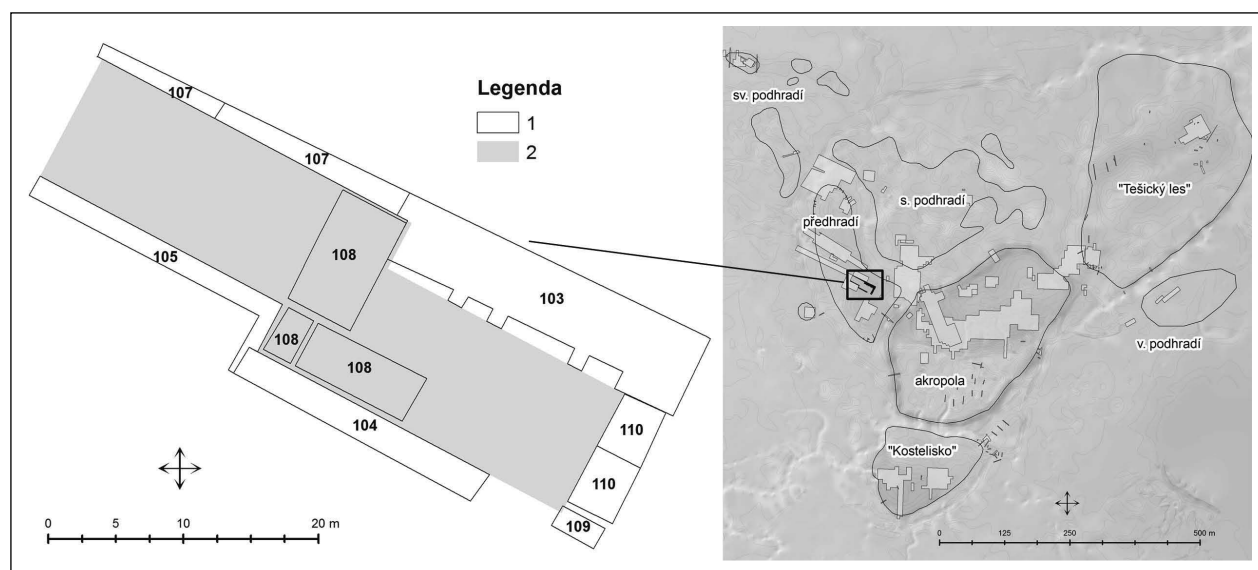 Legenda
1
2
107
107
105
108
103
108
108
104
110
110
109
0 5 10 20 m
sv. podhradí
"Tešický les"
s. podhradí
předhradí
v. podhradí
akropola
"Kostelisko"
0 125 250 500 m